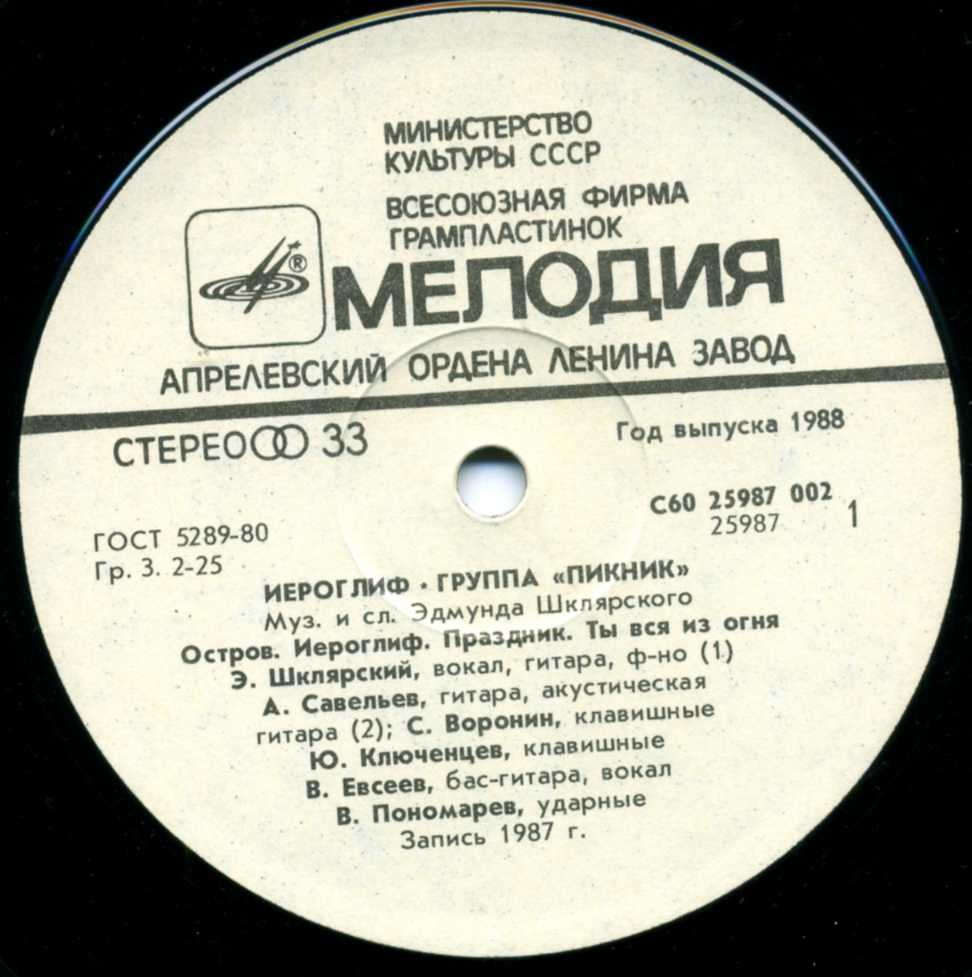 МИНИСТЕРСТВО
КУЛЬТУРЫ СССР
ВСЕСОЮЗНАЯ ФИРМА
ГРАМПЛАСТИНОК
®
МЕЛОДИЯ
АПРЕЛЕВСКИЙ ОРДЕНА ЛЕНИНА ЗАВОД
СТЕРЕО 33
Год выпуска 1988
С60 25987 002
25987 1
ГОСТ 5289-80
Гр. 3. 2-25
ИЕРОГЛИФ • ГРУППА «ПИКНИК»
Муз. и сл. Эдмунда Шклярского
Остров. Иероглиф. Праздник. Ты вся из огня
Э. Шклярский, вокал, гитара, ф-но (1)
А. Савельев, гитара, акустическая
гитара (2); С. Воронин, клавишные
Ю. Ключенцев, клавишные
В. Евсеев, бас-гитара, вокал
В. Пономарев, ударные
Запись 1987 г.